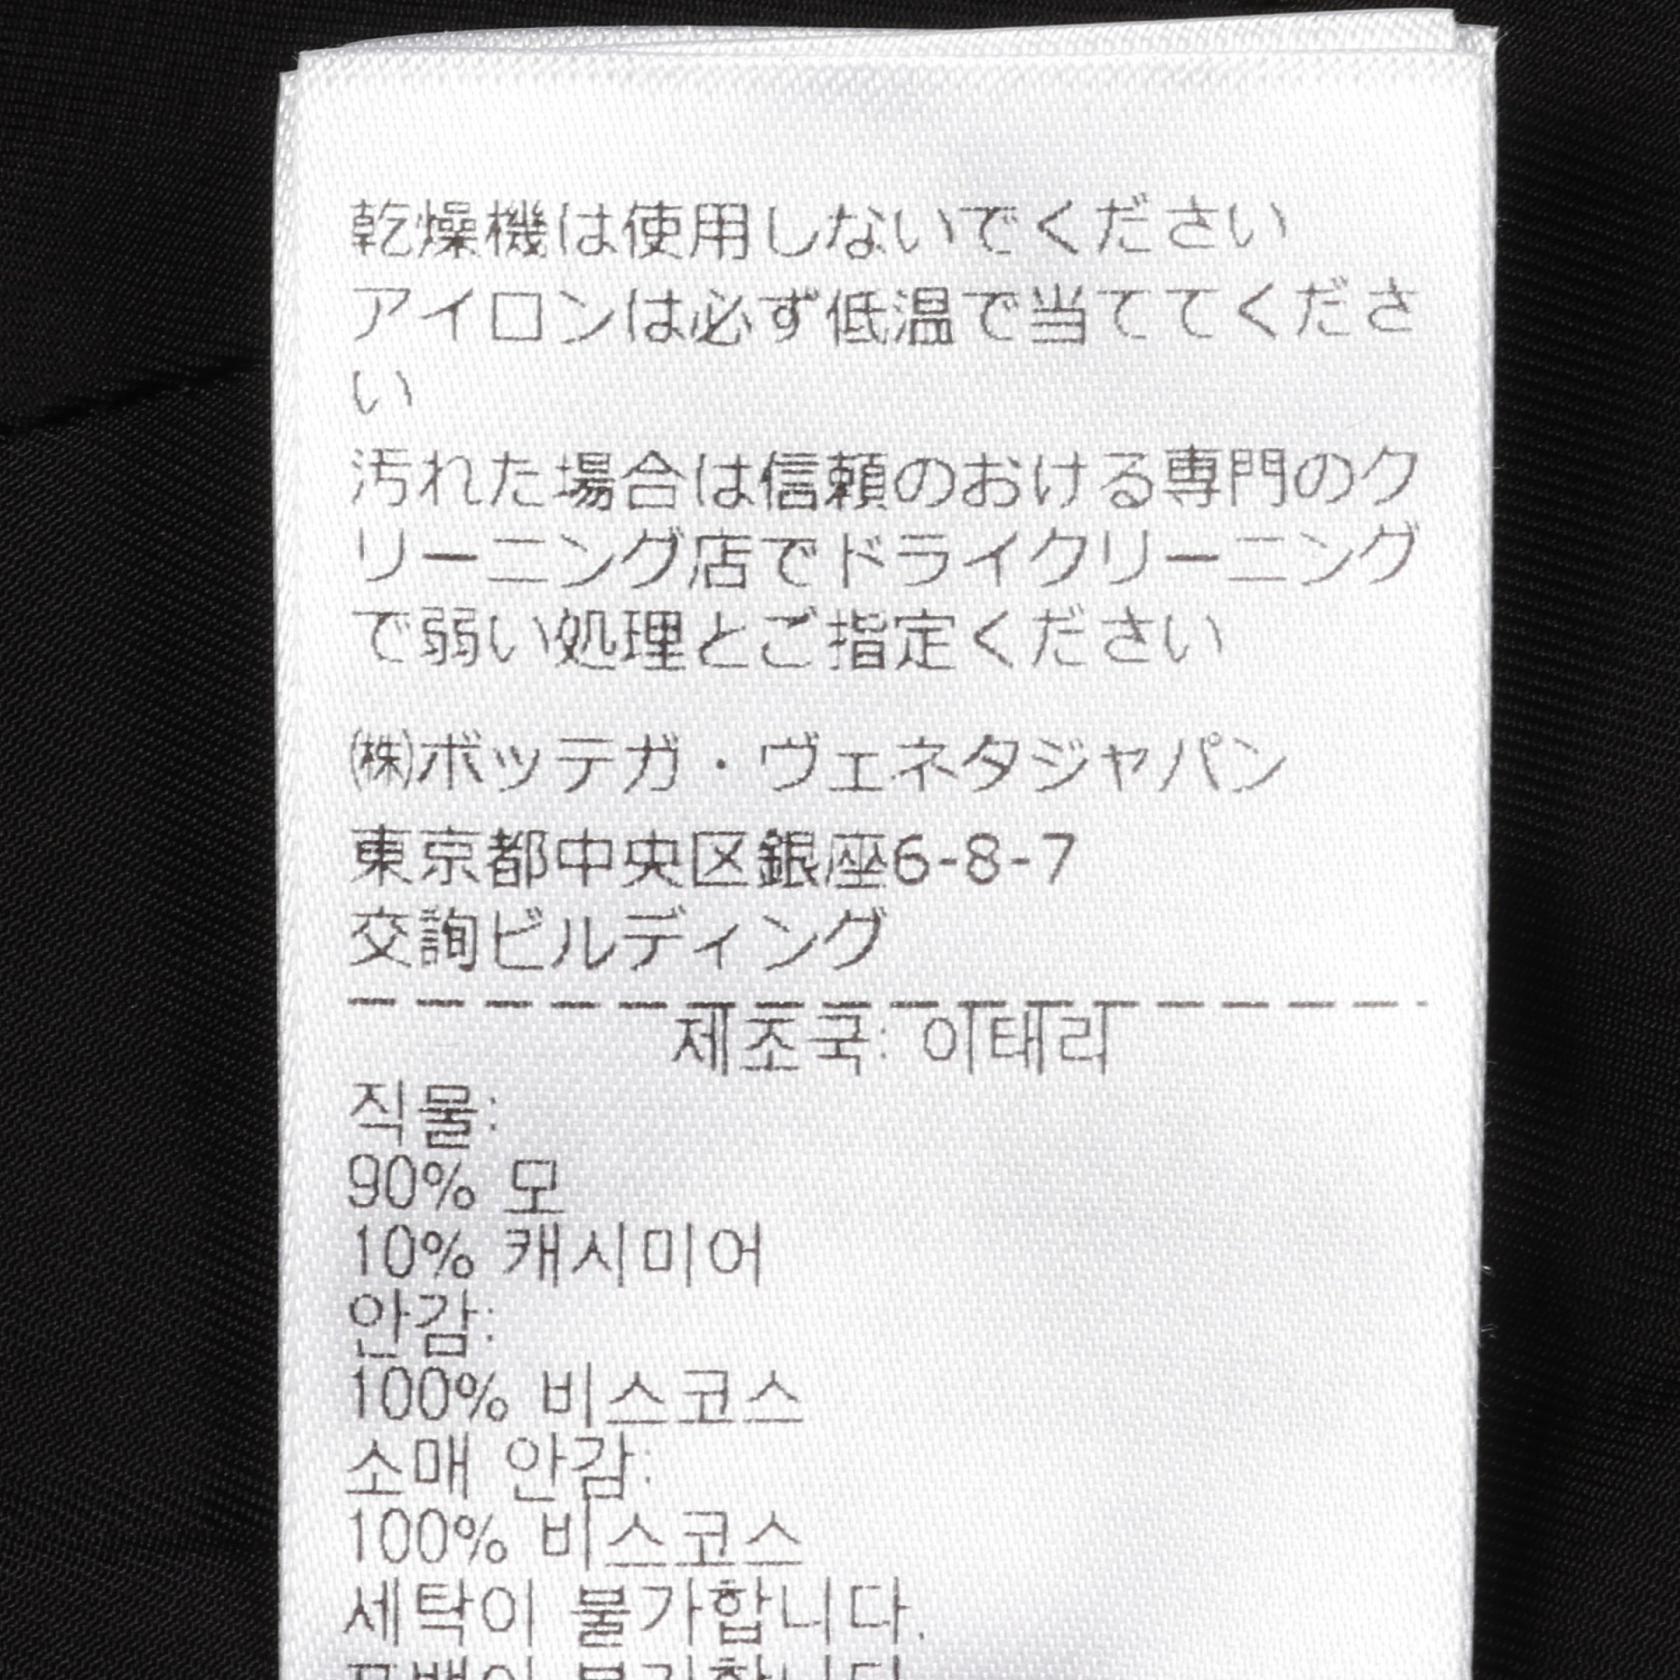 乾燥機は使用しないでください
アイロンは必ず低温で当ててくださ
い
汚れた場合は信頼のおける専門のク
リーニング店でドライクリーニング
で弱い処理とご指定ください
㈱ボッテガ・ヴェネタジャパン
東京都中央区銀座6-8-7
交詢ビルディング
제조국: 이태리
직물:
90% 모
10% 캐시미어
안감:
100% 비스코스
소매 안감:
100% 비스코스
세탁이 불가합니다.